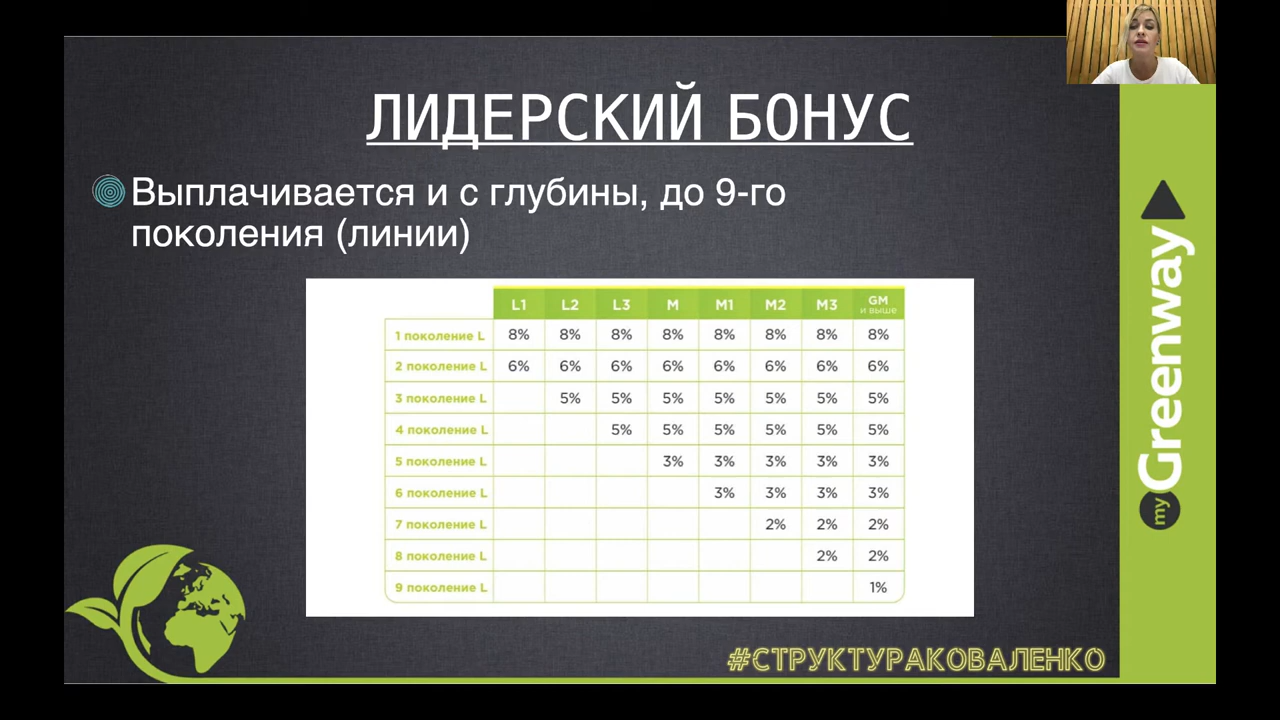 ЛИДЕРСКИЙ БОНУС
Выплачивается и с глубины, до 9-го
поколения (линии)
L1 L2 L3 M M1 M2 M3 GM и выше
1 поколение L 8% 8% 8% 8% 8% 8% 8% 8%
2 поколение L 6% 6% 6% 6% 6% 6% 6% 6%
3 поколение L 5% 5% 5% 5% 5% 5% 5%
4 поколение L 5% 5% 5% 5% 5% 5%
5 поколение L 3% 3% 3% 3% 3%
6 поколение L 3% 3% 3% 3%
7 поколение L 2% 2% 2%
8 поколение L 2% 2%
9 поколение L 1%
my Greenway
#СТРУКТУРАКОВАЛЕНКО